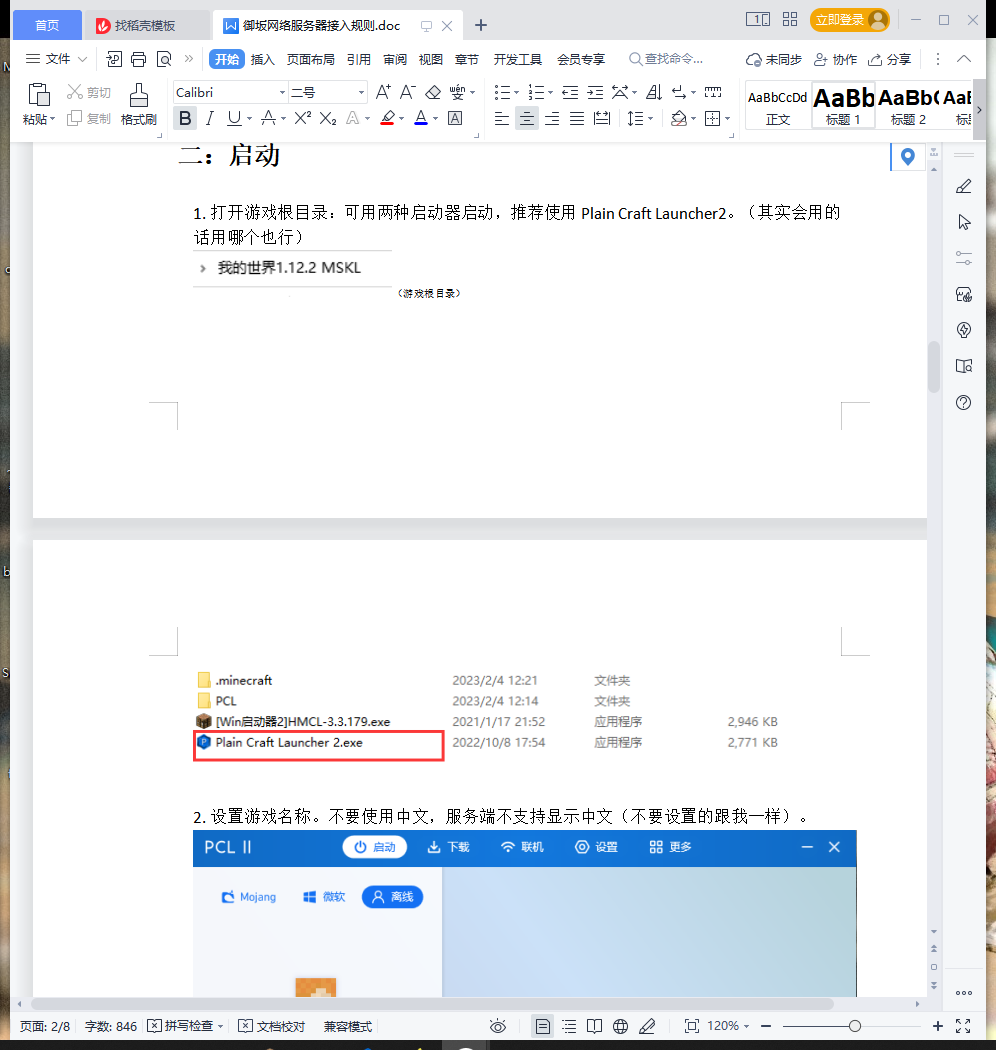 首页 找稻壳模板 御坂网络服务器接入规则.doc 立即登录
文件 开始 插入 页面布局 引用 审阅 视图 章节 开发工具 会员专享 查找命令... 未同步 协作 分享
粘贴 剪切 复制 格式刷 Calibri 二号 AaBbCcDd 正文 AaBb 标题 1 AaBb( 标题 2 AaB
二：启动
1. 打开游戏根目录：可用两种启动器启动，推荐使用 Plain Craft Launcher2。（其实会用的
话用哪个也行）
我的世界1.12.2 MSKL
（游戏根目录）
.minecraft 2023/2/4 12:21 文件夹
PCL 2023/2/4 12:14 文件夹
[Win启动器2]HMCL-3.3.179.exe 2021/1/17 21:52 应用程序 2,946 KB
Plain Craft Launcher 2.exe 2022/10/8 17:54 应用程序 2,771 KB
2. 设置游戏名称。不要使用中文，服务端不支持显示中文（不要设置的跟我一样）。
PCL II 启动 下载 联机 设置 更多
Mojang 微软 离线
页面: 2/8 字数: 846 拼写检查 文档校对 兼容模式 120%